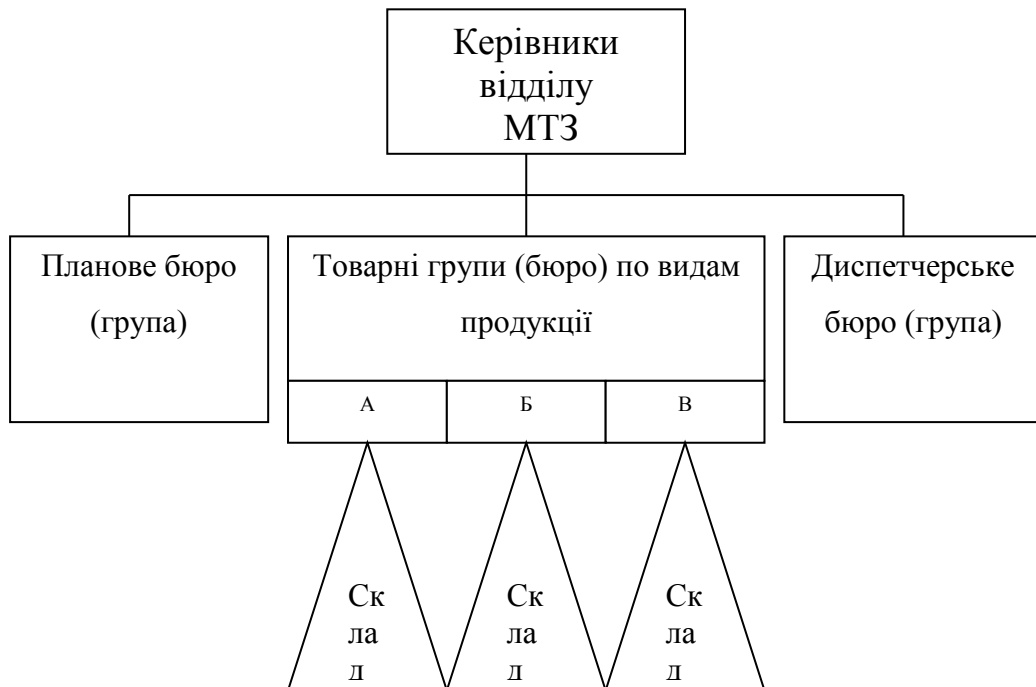 Керівники
відділу
МТЗ
Планове бюро
(група)
Товарні групи (бюро) по видам
продукції
Диспетчерське
бюро (група)
А
Б
В
Ск
ла
д
Ск
ла
д
Ск
ла
д